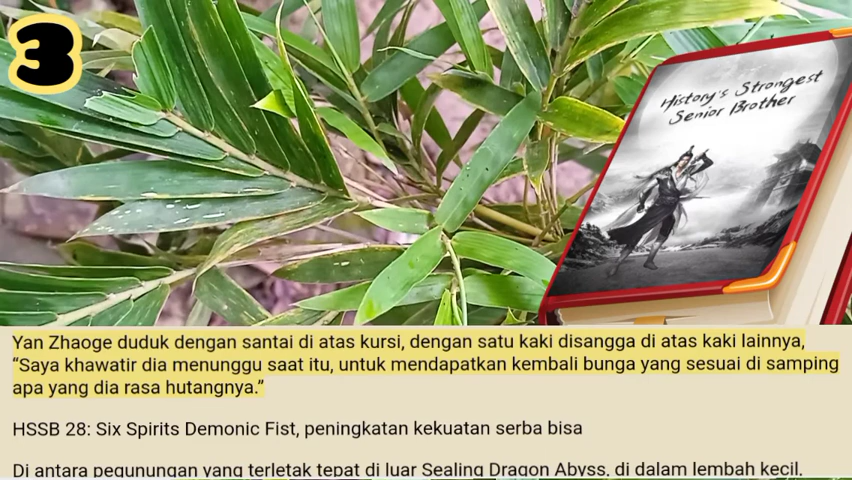 3
History's Strongest
Senior Brother
Yan Zhaoge duduk dengan santai di atas kursi, dengan satu kaki disangga di atas kaki lainnya,
“Saya khawatir dia menunggu saat itu, untuk mendapatkan kembali bunga yang sesuai di samping
apa yang dia rasa hutangnya.”
HSSB 28: Six Spirits Demonic Fist, peningkatan kekuatan serba bisa
Di antara pegunungan yang terletak tepat di luar Sealing Dragon Abyss, di dalam lembah kecil,